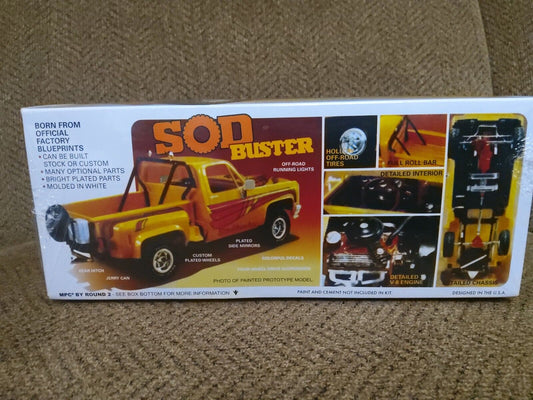 BORN FROM
OFFICIAL
FACTORY
BLUEPRINTS
• CAN BE BUILT
STOCK OR CUSTOM
• MANY OPTIONAL PARTS
• BRIGHT PLATED PARTS
• MOLDED IN WHITE
SOD
BUSTER
OFF-ROAD
RUNNING LIGHTS
PLATED
SIDE MIRRORS
CUSTOM
PLATED WHEELS
COLORFUL DECALS
REAR HITCH
JERRY CAN
FOUR WHEEL DRIVE SUSPENSION
PHOTO OF PAINTED PROTOTYPE MODEL
HOLLOW
OFF-ROAD
TIRES
FULL ROLL BAR
DETAILED INTERIOR
DETAILED
V-8 ENGINE
DETAILED CHASSIS
MPC® BY ROUND 2 - SEE BOX BOTTOM FOR MORE INFORMATION
PAINT AND CEMENT NOT INCLUDED IN KIT.
DESIGNED IN THE U.S.A.